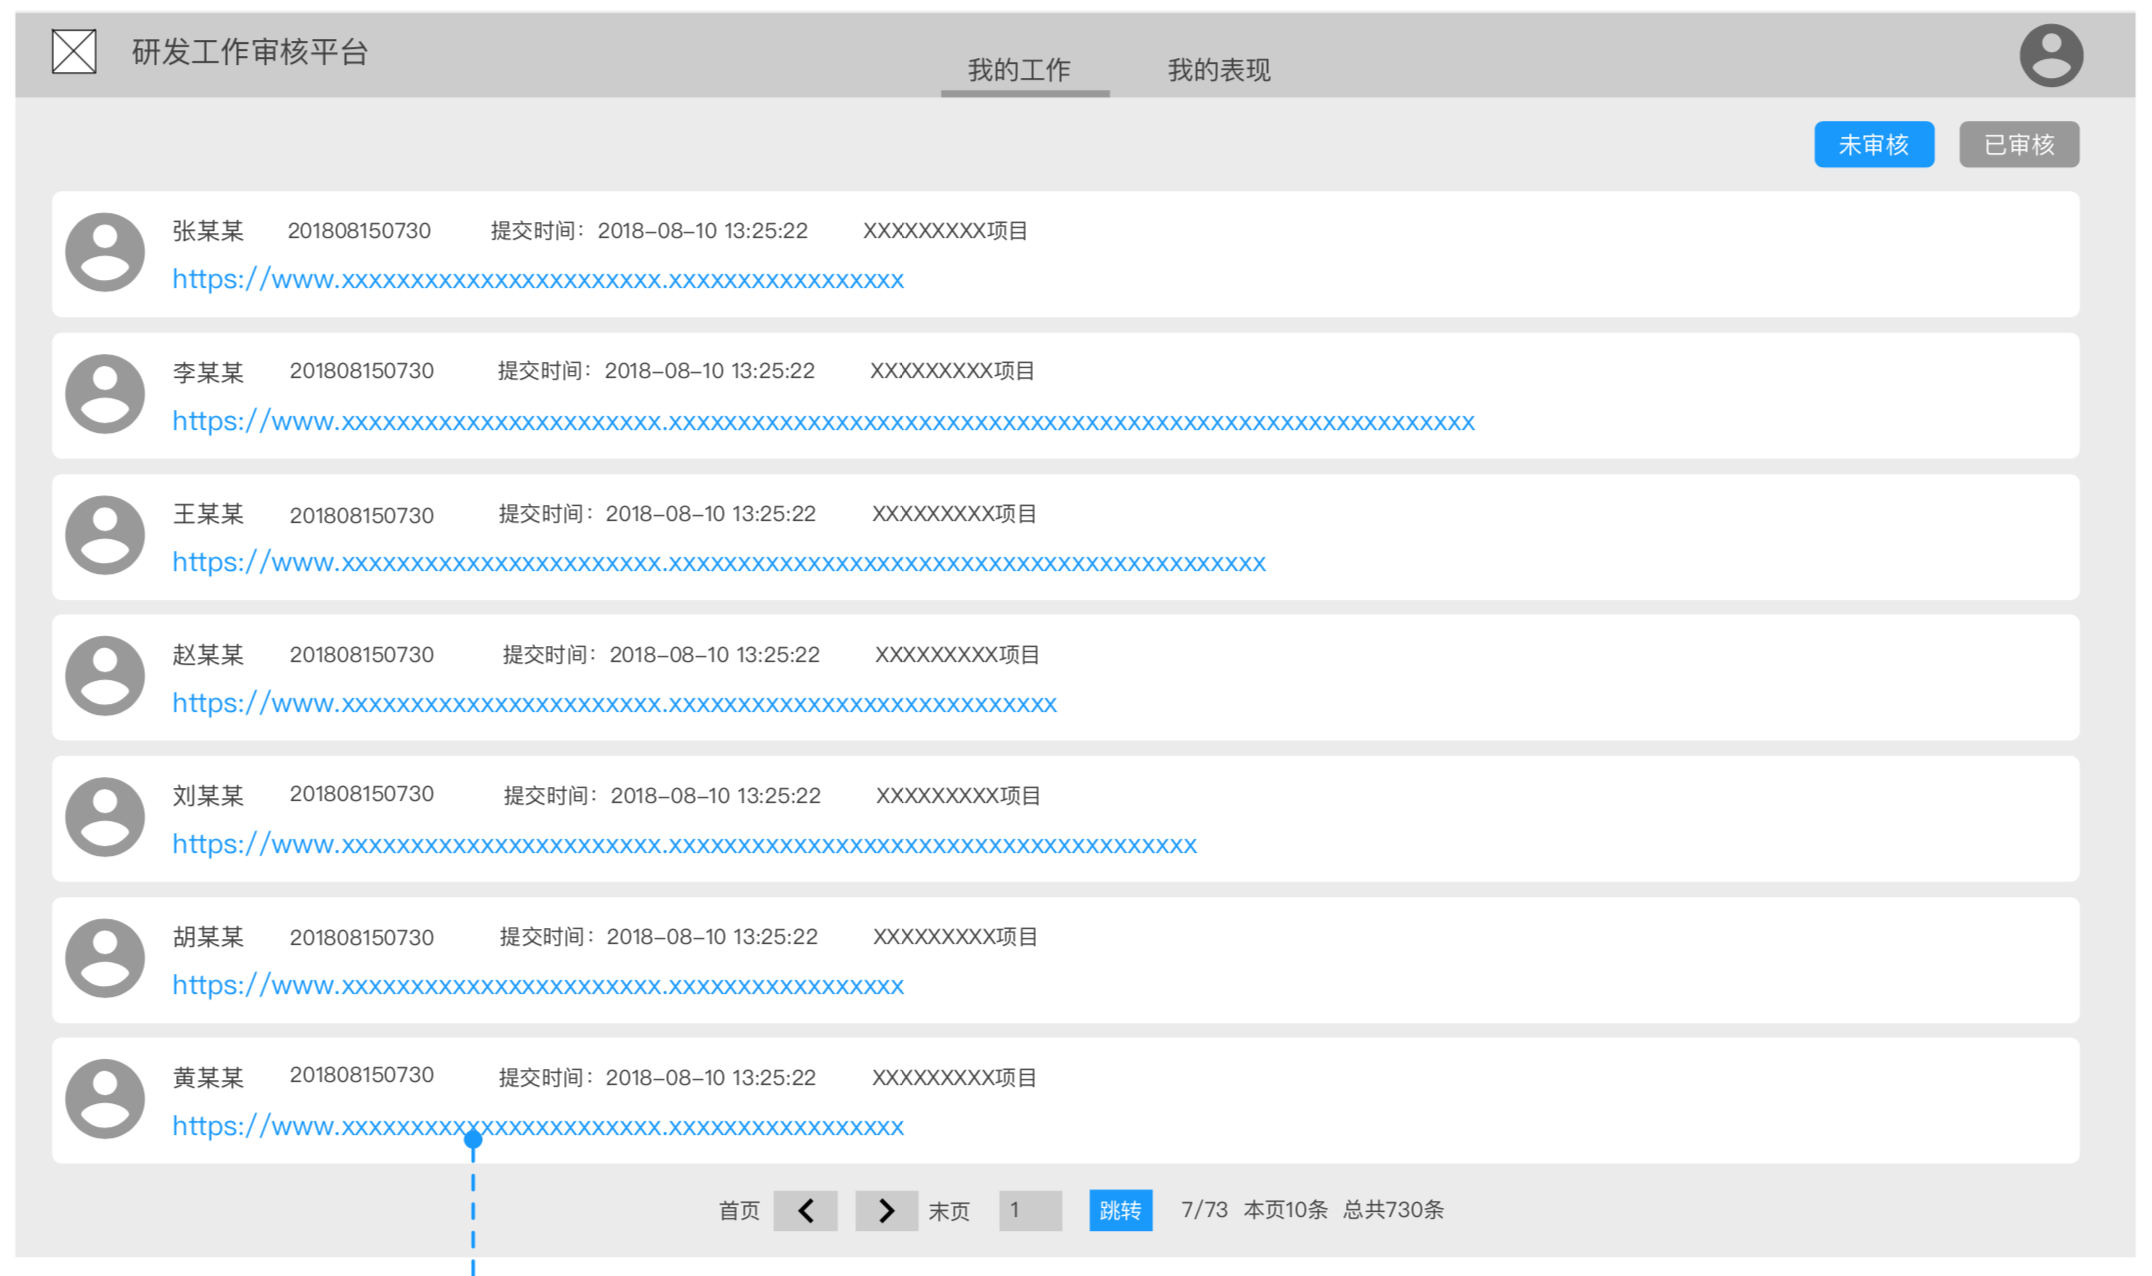 研发工作审核平台
我的工作 我的表现
未审核 已审核
张某某 201808150730 提交时间：2018-08-10 13:25:22 XXXXXXXXX项目
https://www.xxxxxxxxxxxxxxxxxxxxxxx.xxxxxxxxxxxxxxxxx
李某某 201808150730 提交时间：2018-08-10 13:25:22 XXXXXXXXX项目
https://www.xxxxxxxxxxxxxxxxxxxxxxx.xxxxxxxxxxxxxxxxxxxxxxxxxxxxxxxxxxxxxxxxxxxxxxxxxxxxxxxxxx
王某某 201808150730 提交时间：2018-08-10 13:25:22 XXXXXXXXX项目
https://www.xxxxxxxxxxxxxxxxxxxxxxx.xxxxxxxxxxxxxxxxxxxxxxxxxxxxxxxxxxxxxxxxxxx
赵某某 201808150730 提交时间：2018-08-10 13:25:22 XXXXXXXXX项目
https://www.xxxxxxxxxxxxxxxxxxxxxxx.xxxxxxxxxxxxxxxxxxxxxxxxxxxx
刘某某 201808150730 提交时间：2018-08-10 13:25:22 XXXXXXXXX项目
https://www.xxxxxxxxxxxxxxxxxxxxxxx.xxxxxxxxxxxxxxxxxxxxxxxxxxxxxxxxxxxxxx
胡某某 201808150730 提交时间：2018-08-10 13:25:22 XXXXXXXXX项目
https://www.xxxxxxxxxxxxxxxxxxxxxxx.xxxxxxxxxxxxxxxxx
黄某某 201808150730 提交时间：2018-08-10 13:25:22 XXXXXXXXX项目
https://www.xxxxxxxxxxxxxxxxxxxxxxx.xxxxxxxxxxxxxxxxx
首页 末页 1 跳转 7/73 本页10条 总共730条